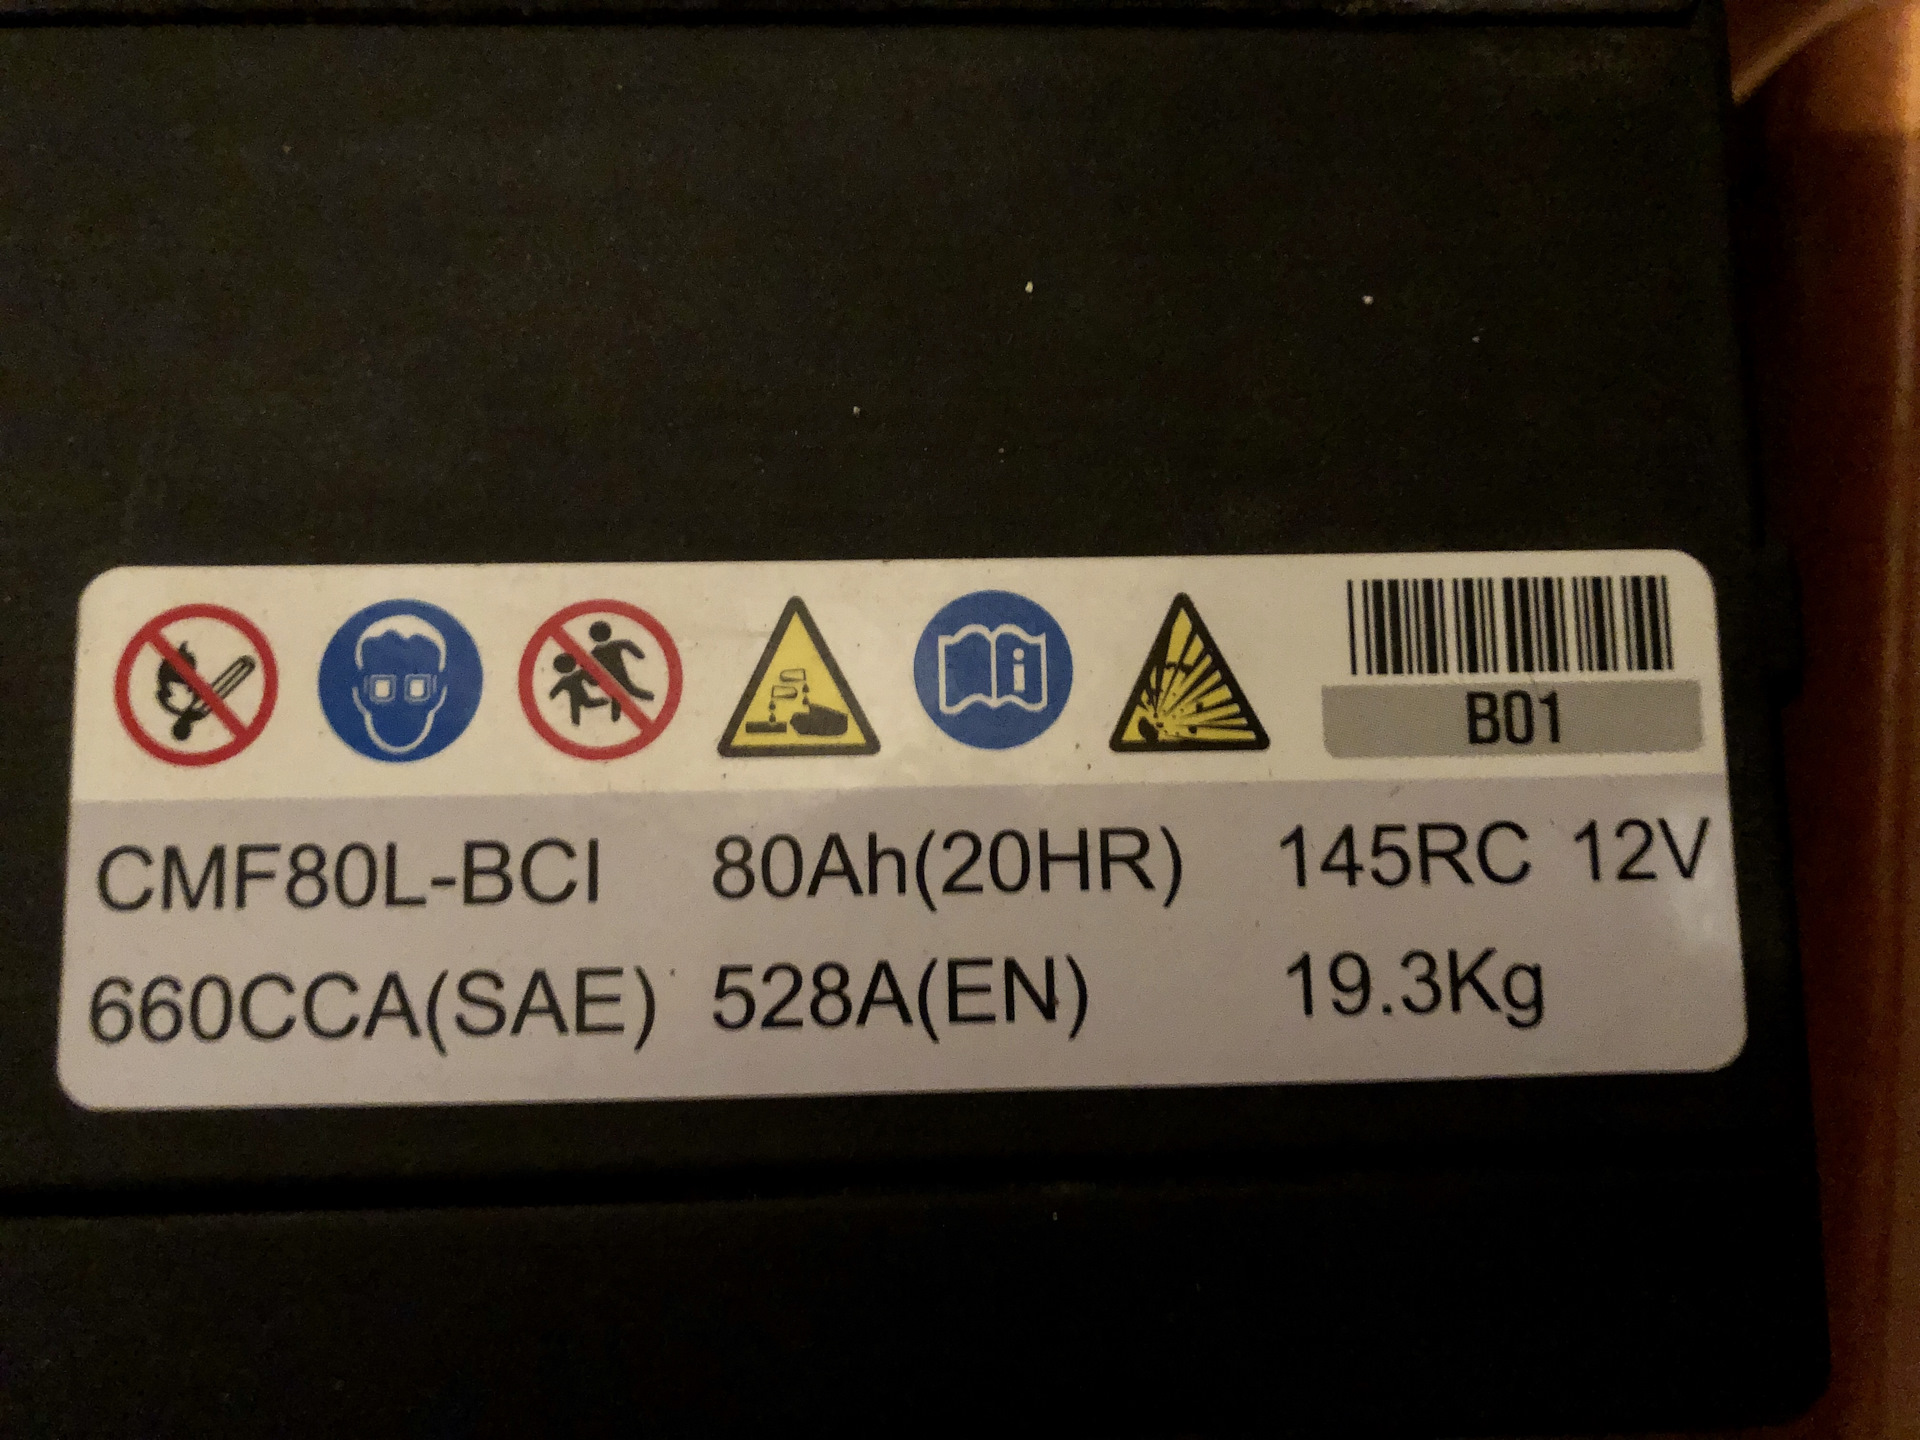 B01
CMF80L-BCI 80Ah(20HR) 145RC 12V
660CCA(SAE) 528A(EN) 19.3Kg